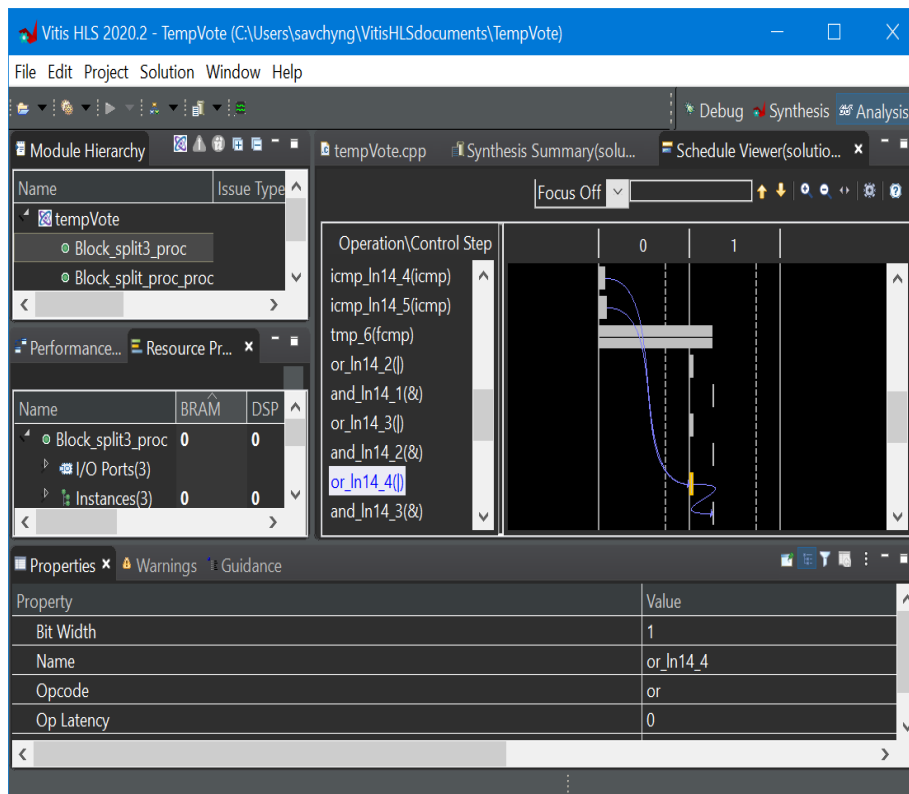 Vitis HLS 2020.2 - TempVote (C:\Users\savchyng\VitisHLSdocuments\TempVote)
File Edit Project Solution Window Help
Debug Synthesis Analysis
Module Hierarchy
Name Issue Type
tempVote
Block_split3_proc
Block_split_proc_proc
Performance... Resource Pr...
Name BRAM DSP
Block_split3_proc 0 0
I/O Ports(3)
Instances(3) 0 0
tempVote.cpp Synthesis Summary(solu... Schedule Viewer(solutio...
Focus Off
Operation\Control Step 0 1
icmp_ln14_4(icmp)
icmp_ln14_5(icmp)
tmp_6(fcmp)
or_ln14_2(|)
and_ln14_1(&)
or_ln14_3(|)
and_ln14_2(&)
or_ln14_4(|)
and_ln14_3(&)
Properties Warnings Guidance
Property Value
Bit Width 1
Name or_ln14_4
Opcode or
Op Latency 0